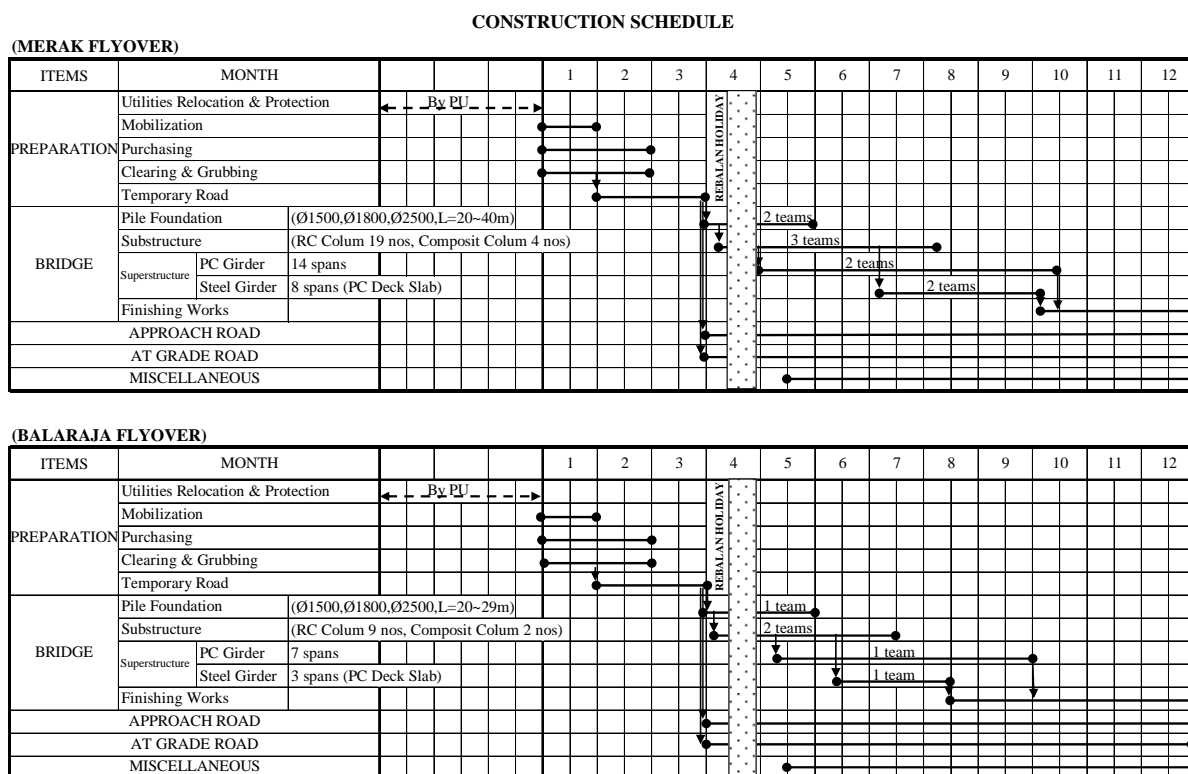 CONSTRUCTION SCHEDULE
(MERAK FLYOVER)
ITEMS MONTH 1 2 3 4 5 6 7 8 9 10 11 12
PREPARATION
Utilities Relocation & Protection By PU
Mobilization
Purchasing
Clearing & Grubbing
Temporary Road
REBALAN HOLIDAY
BRIDGE
Pile Foundation (Ø1500,Ø1800,Ø2500,L=20~40m) 2 teams
Substructure (RC Colum 19 nos, Composit Colum 4 nos) 3 teams
Superstructure
PC Girder 14 spans 2 teams
Steel Girder 8 spans (PC Deck Slab) 2 teams
Finishing Works
APPROACH ROAD
AT GRADE ROAD
MISCELLANEOUS
(BALARAJA FLYOVER)
ITEMS MONTH 1 2 3 4 5 6 7 8 9 10 11 12
PREPARATION
Utilities Relocation & Protection By PU
Mobilization
Purchasing
Clearing & Grubbing
Temporary Road
REBALAN HOLIDAY
BRIDGE
Pile Foundation (Ø1500,Ø1800,Ø2500,L=20~29m) 1 team
Substructure (RC Colum 9 nos, Composit Colum 2 nos) 2 teams
Superstructure
PC Girder 7 spans 1 team
Steel Girder 3 spans (PC Deck Slab) 1 team
Finishing Works
APPROACH ROAD
AT GRADE ROAD
MISCELLANEOUS